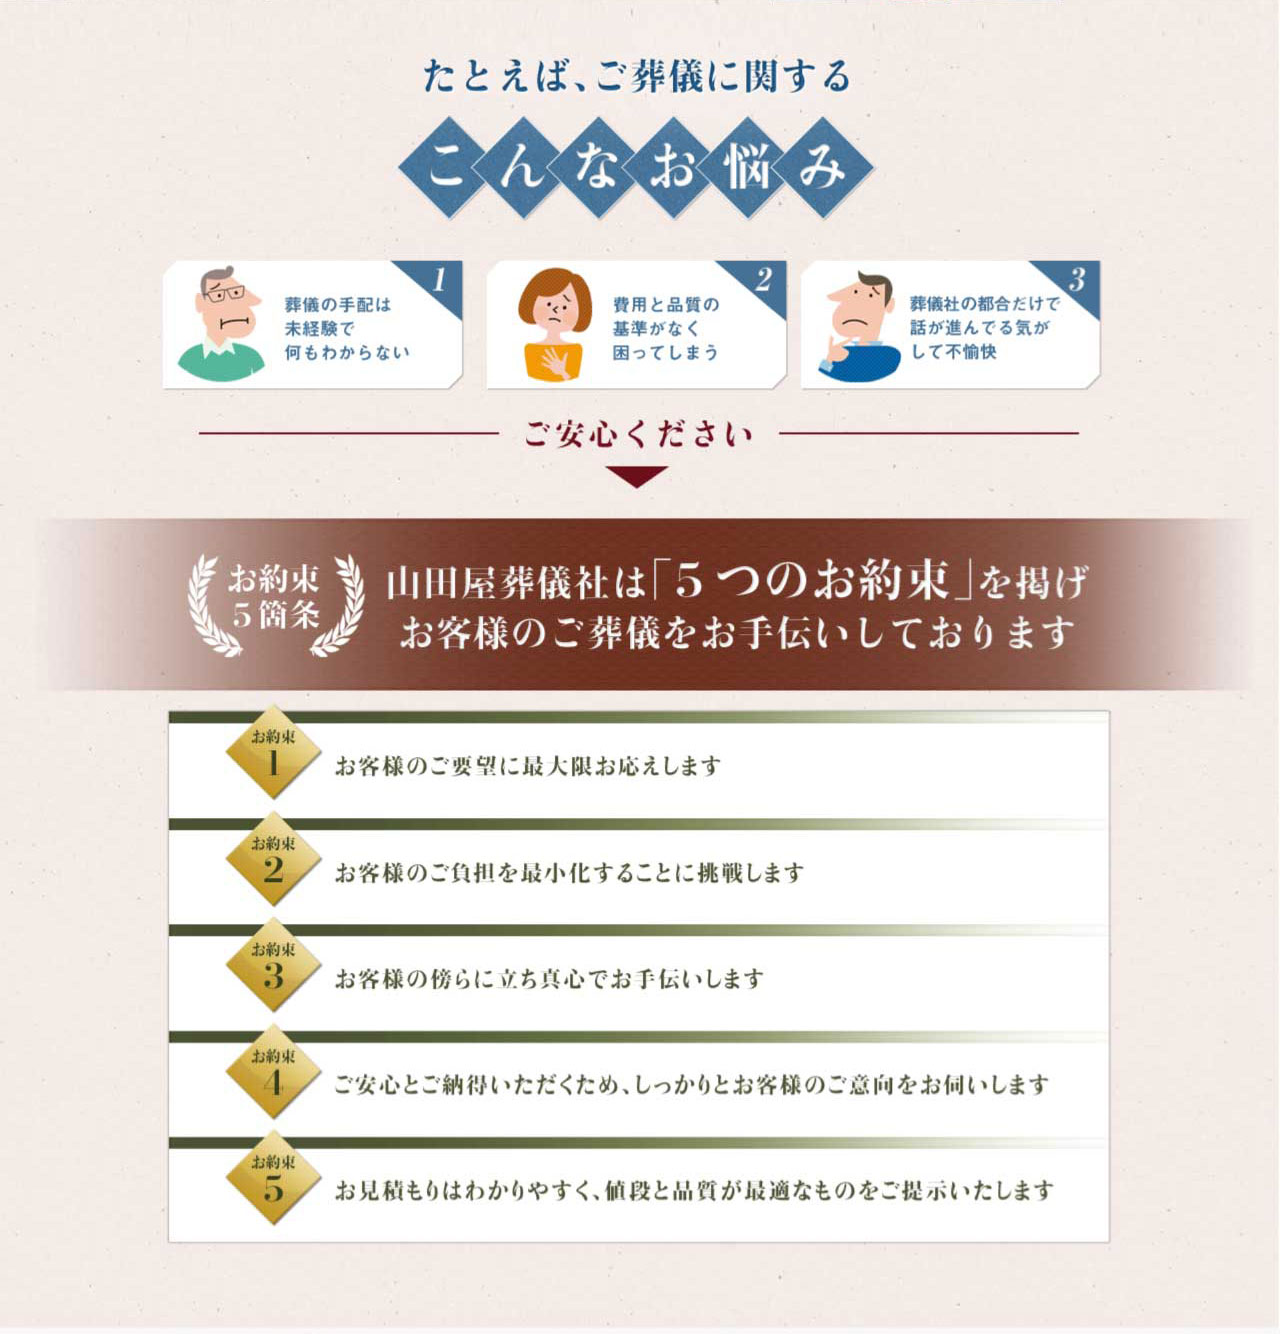 たとえば、ご葬儀に関する
こんなお悩み
1
葬儀の手配は
未経験で
何もわからない
2
費用と品質の
基準がなく
困ってしまう
3
葬儀社の都合だけで
話が進んでる気が
して不愉快
ご安心ください
お約束
5箇条
山田屋葬儀社は「5つのお約束」を掲げ
お客様のご葬儀をお手伝いしております
お約束
1
お客様のご要望に最大限お応えします
お約束
2
お客様のご負担を最小化することに挑戦します
お約束
3
お客様の傍らに立ち真心でお手伝いします
お約束
4
ご安心とご納得いただくため、しっかりとお客様のご意向をお伺いします
お約束
5
お見積もりはわかりやすく、値段と品質が最適なものをご提示いたします